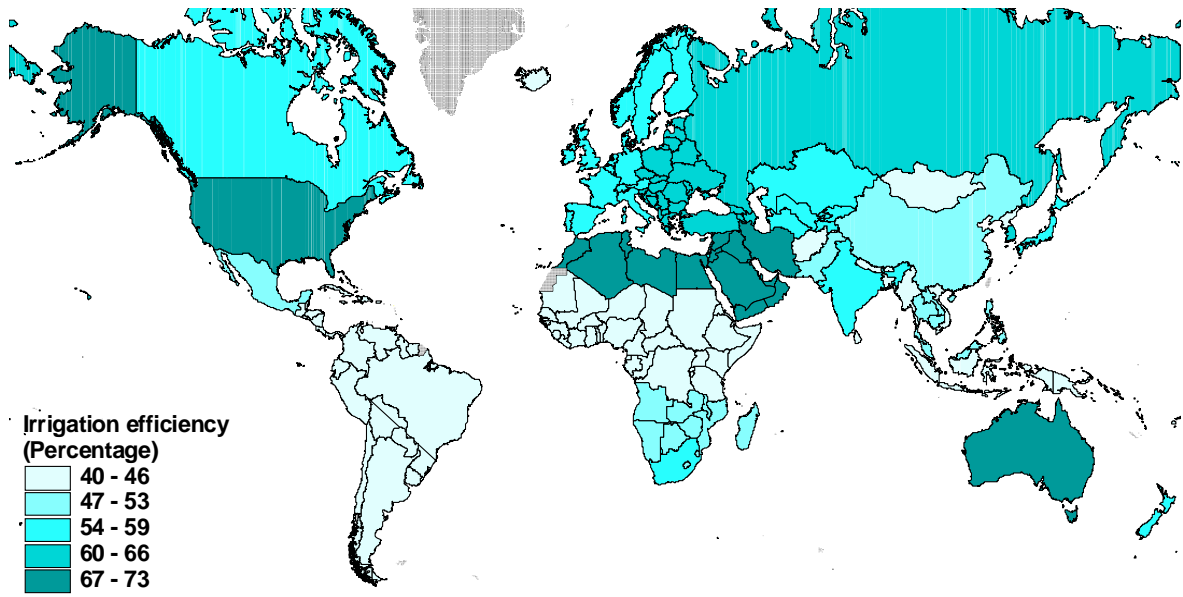 Irrigation efficiency
(Percentage)
40 - 46
47 - 53
54 - 59
60 - 66
67 - 73